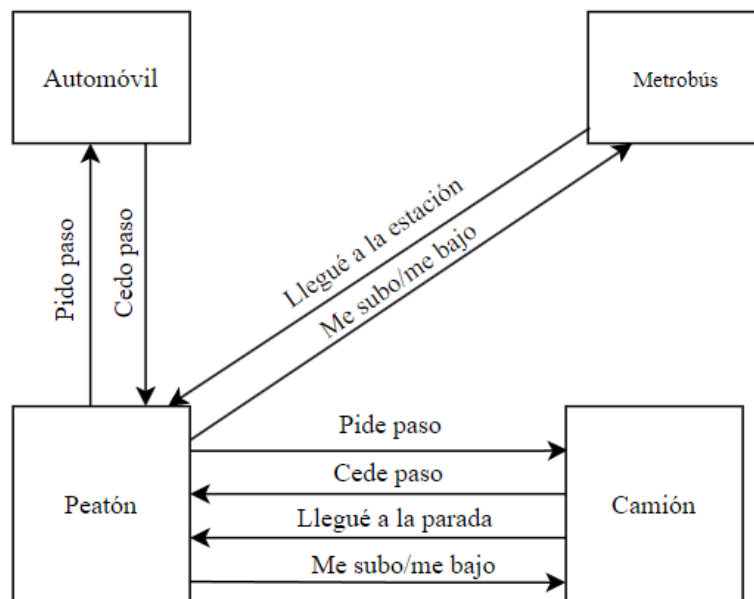 Automóvil
Metrobús
Pido paso
Cedo paso
Llegué a la estación
Me subo/me bajo
Peatón
Pide paso
Cede paso
Llegué a la parada
Me subo/me bajo
Camión